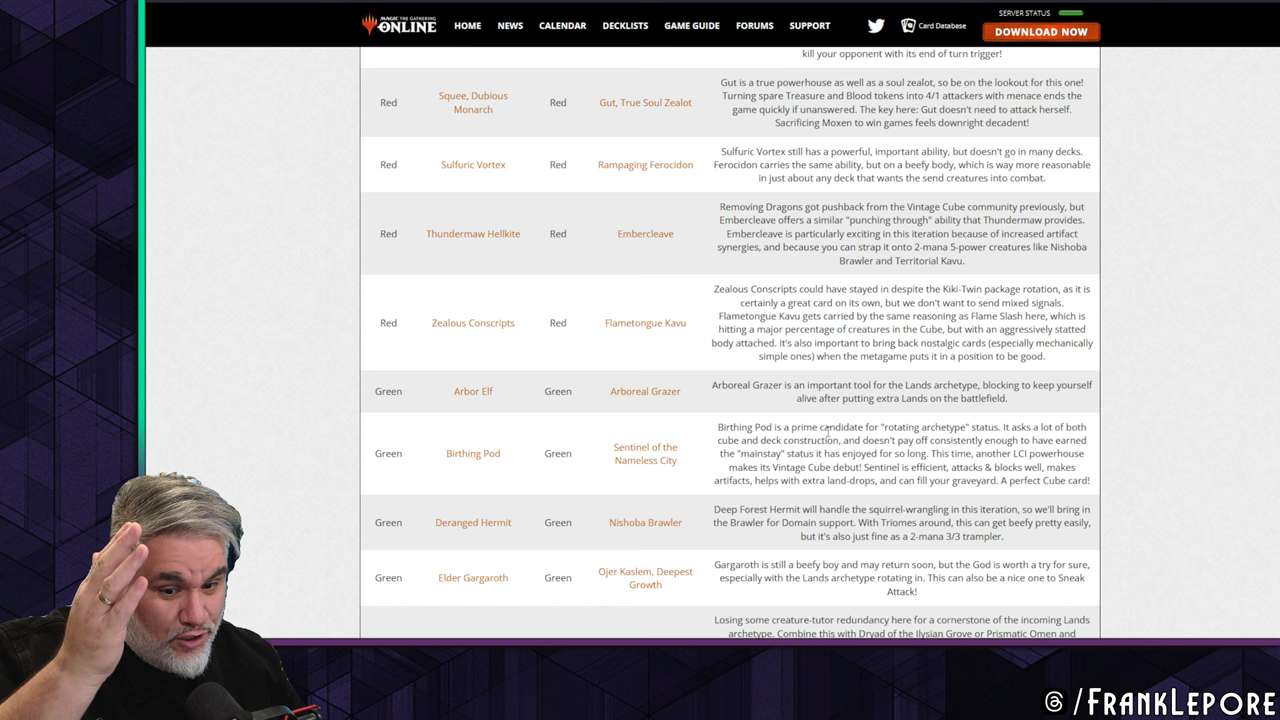 MAGIC THE GATHERING
ONLINE
HOME NEWS CALENDAR DECKLISTS GAME GUIDE FORUMS SUPPORT
Card Database
SERVER STATUS
DOWNLOAD NOW
kill your opponent with its end of turn trigger!
Red
Squee, Dubious
Monarch
Red
Gut, True Soul Zealot
Gut is a true powerhouse as well as a soul zealot, so be on the lookout for this one!
Turning spare Treasure and Blood tokens into 4/1 attackers with menace ends the
game quickly if unanswered. The key here: Gut doesn't need to attack herself.
Sacrificing Moxen to win games feels downright decadent!
Red
Sulfuric Vortex
Red
Rampaging Ferocidon
Sulfuric Vortex still has a powerful, important ability, but doesn't go in many decks.
Ferocidon carries the same ability, but on a beefy body, which is way more reasonable
in just about any deck that wants the send creatures into combat.
Red
Thundermaw Hellkite
Red
Embercleave
Removing Dragons got pushback from the Vintage Cube community previously, but
Embercleave offers a similar "punching through" ability that Thundermaw provides.
Embercleave is particularly exciting in this iteration because of increased artifact
synergies, and because you can strap it onto 2-mana 5-power creatures like Nishoba
Brawler and Territorial Kavu.
Red
Zealous Conscripts
Red
Flametongue Kavu
Zealous Conscripts could have stayed in despite the Kiki-Twin package rotation, as it is
certainly a great card on its own, but we don't want to send mixed signals.
Flametongue Kavu gets carried by the same reasoning as Flame Slash here, which is
hitting a major percentage of creatures in the Cube, but with an aggressively statted
body attached. It's also important to bring back nostalgic cards (especially mechanically
simple ones) when the metagame puts it in a position to be good.
Green
Arbor Elf
Green
Arboreal Grazer
Arboreal Grazer is an important tool for the Lands archetype, blocking to keep yourself
alive after putting extra Lands on the battlefield.
Green
Birthing Pod
Green
Sentinel of the
Nameless City
Birthing Pod is a prime candidate for "rotating archetype" status. It asks a lot of both
cube and deck construction, and doesn't pay off consistently enough to have earned
the "mainstay" status it has enjoyed for so long. This time, another LCI powerhouse
makes its Vintage Cube debut! Sentinel is efficient, attacks & blocks well, makes
artifacts, helps with extra land-drops, and can fill your graveyard. A perfect Cube card!
Green
Deranged Hermit
Green
Nishoba Brawler
Deep Forest Hermit will handle the squirrel-wrangling in this iteration, so we'll bring in
the Brawler for Domain support. With Triomes around, this can get beefy pretty easily,
but it's also just fine as a 2-mana 3/3 trampler.
Green
Elder Gargaroth
Green
Ojer Kaslem, Deepest
Growth
Gargaroth is still a beefy boy and may return soon, but the God is worth a try for sure,
especially with the Lands archetype rotating in. This can also be a nice one to Sneak
Attack!
Losing some creature-tutor redundancy here for a cornerstone of the incoming Lands
archetype. Combine this with Dryad of the Ilysian Grove or Prismatic Omen and
/FRANKLEPORE